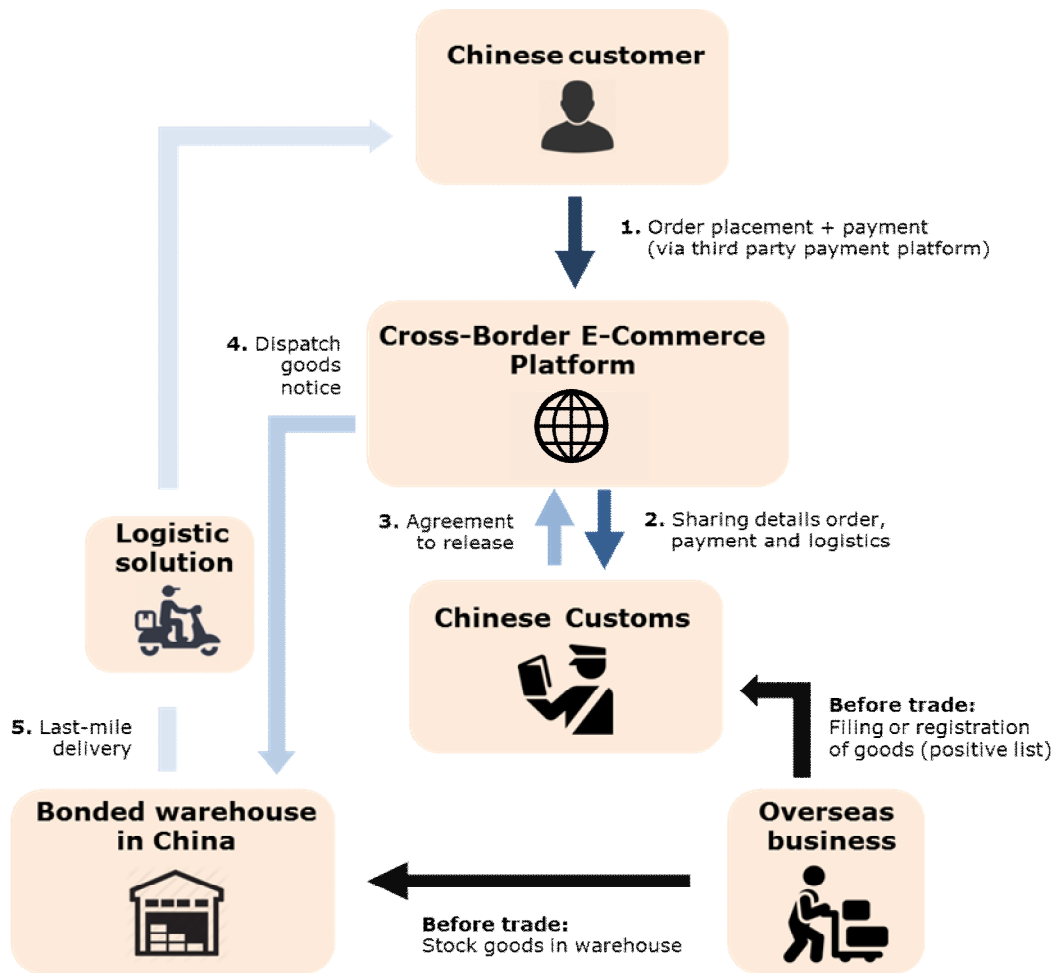 Chinese customer
1. Order placement + payment
(via third party payment platform)
Cross-Border E-Commerce
Platform
4. Dispatch
goods
notice
3. Agreement
to release
2. Sharing details order,
payment and logistics
Logistic
solution
Chinese Customs
5. Last-mile
delivery
Before trade:
Filing or registration
of goods (positive list)
Bonded warehouse
in China
Overseas
business
Before trade:
Stock goods in warehouse